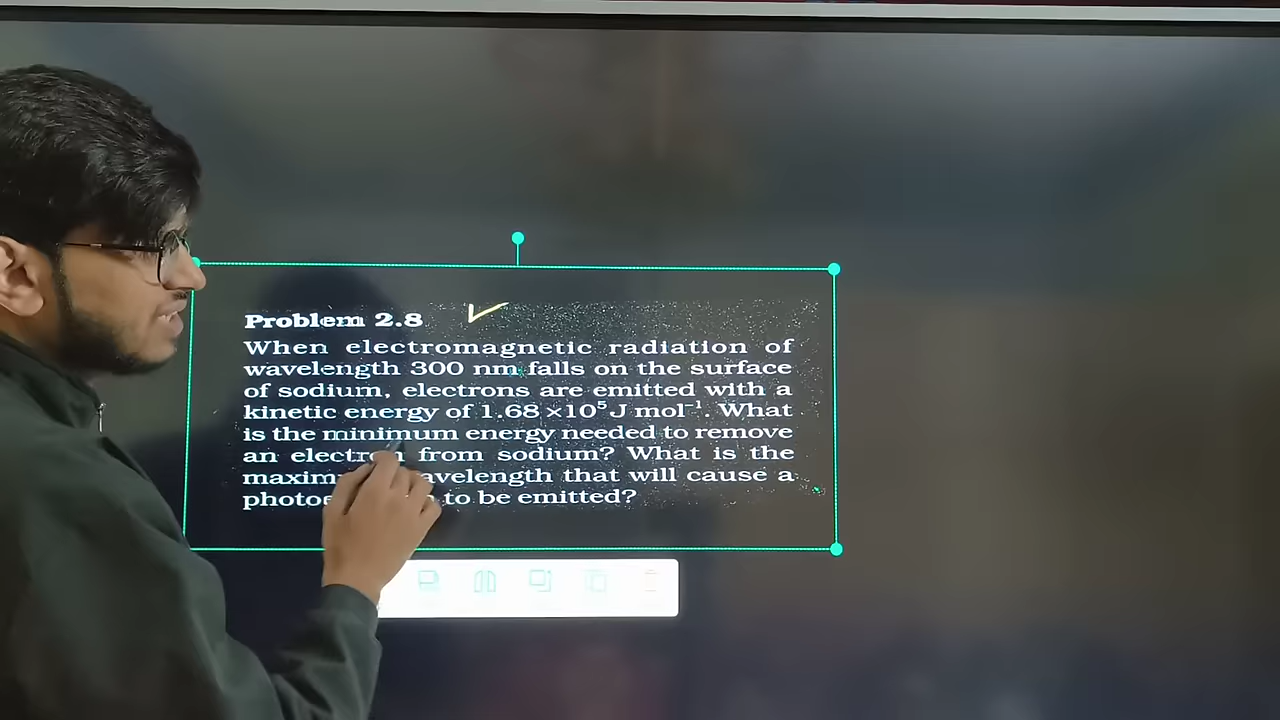 Problem 2.8
When electromagnetic radiation of
wavelength 300 nm falls on the surface
of sodium, electrons are emitted with a
kinetic energy of 1.68 ×10⁵ J mol⁻¹. What
is the minimum energy needed to remove
an electron from sodium? What is the
maxim avelength that will cause a
photoe to be emitted?